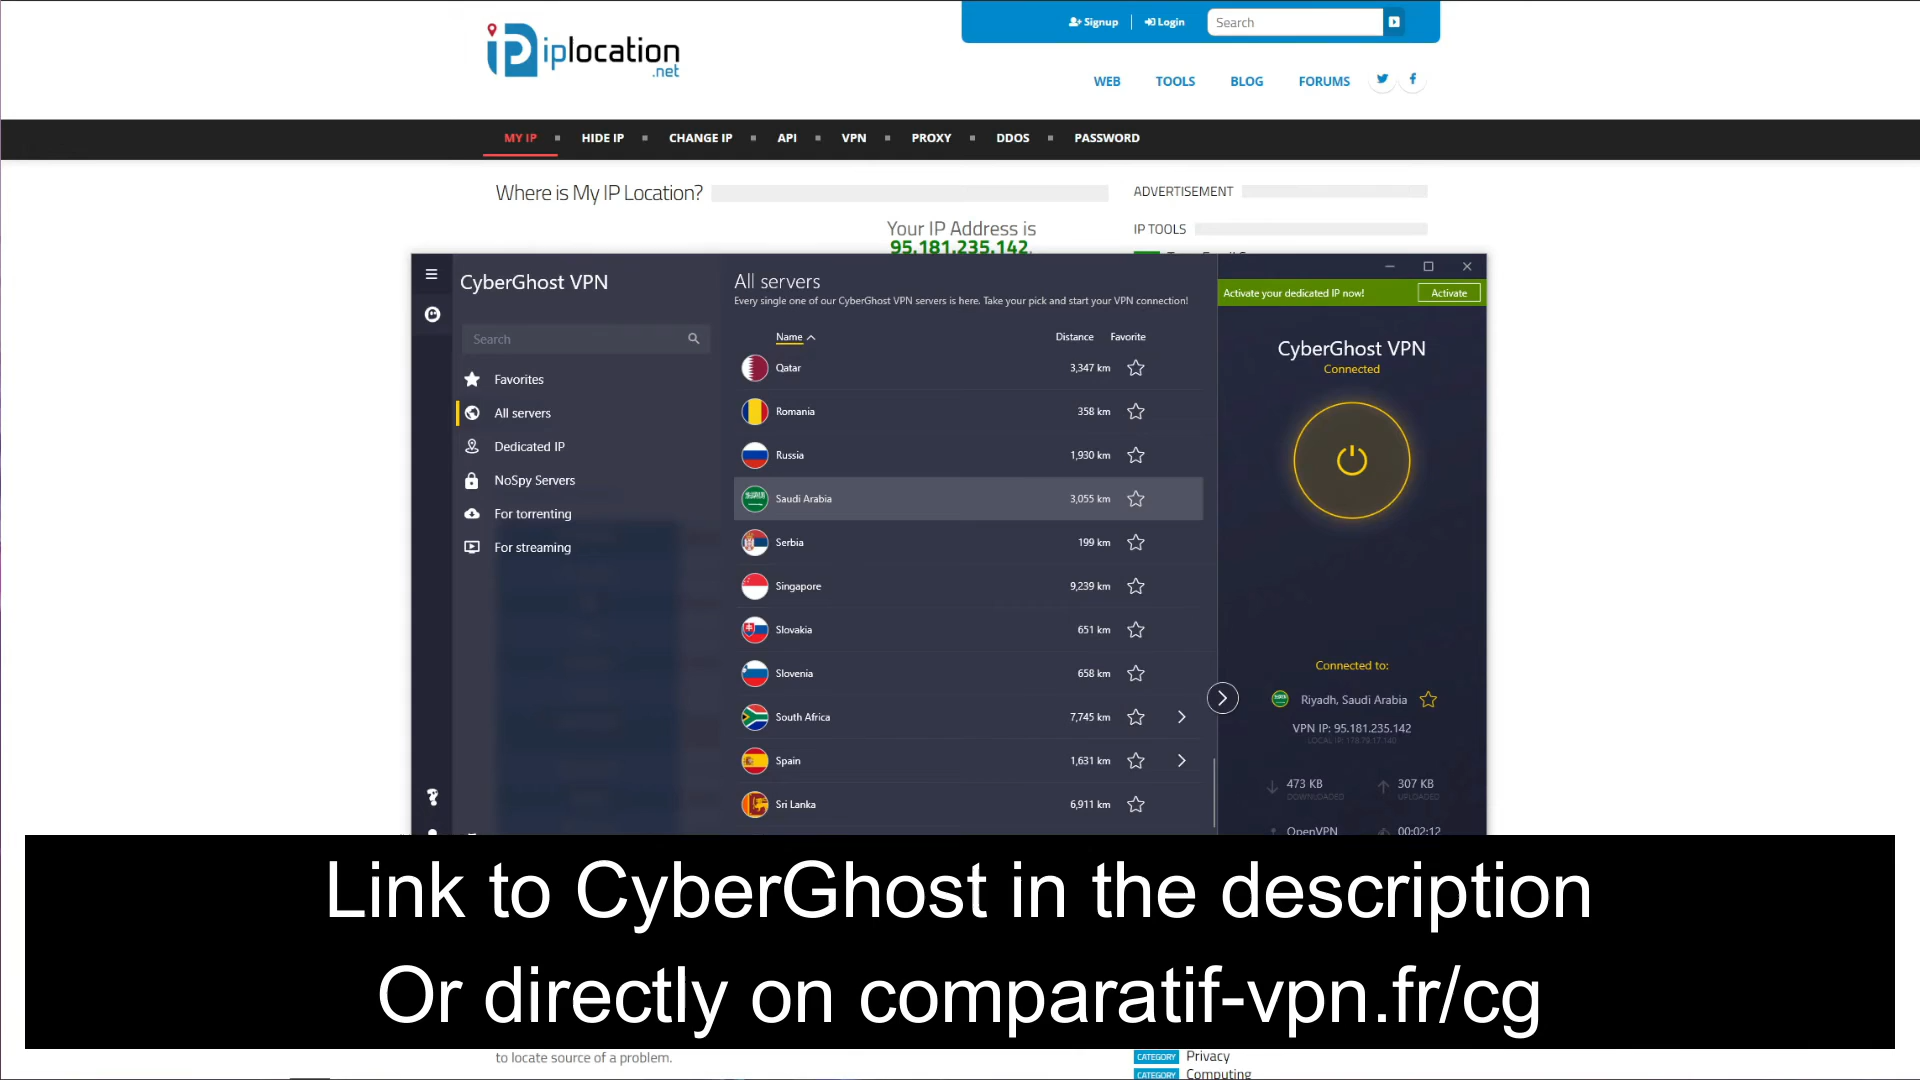 iplocation
.net
Signup
Login
Search
WEB
TOOLS
BLOG
FORUMS
MY IP
HIDE IP
CHANGE IP
API
VPN
PROXY
DDOS
PASSWORD
Where is My IP Location?
ADVERTISEMENT
Your IP Address is
95.181.235.142.
IP TOOLS
CyberGhost VPN
Search
Favorites
All servers
Dedicated IP
NoSpy Servers
For torrenting
For streaming
All servers
Every single one of our CyberGhost VPN servers is here. Take your pick and start your VPN connection!
Name Distance Favorite
Qatar 3,347 km
Romania 358 km
Russia 1,930 km
Saudi Arabia 3,055 km
Serbia 199 km
Singapore 9,239 km
Slovakia 651 km
Slovenia 658 km
South Africa 7,745 km
Spain 1,631 km
Sri Lanka 6,911 km
Activate your dedicated IP now!
Activate
CyberGhost VPN
Connected
Connected to:
Riyadh, Saudi Arabia
VPN IP: 95.181.235.142
473 KB
DOWNLOADED
307 KB
UPLOADED
OpenVPN
00:02:12
Link to CyberGhost in the description
Or directly on comparatif-vpn.fr/cg
to locate source of a problem.
CATEGORY Privacy
CATEGORY Computing